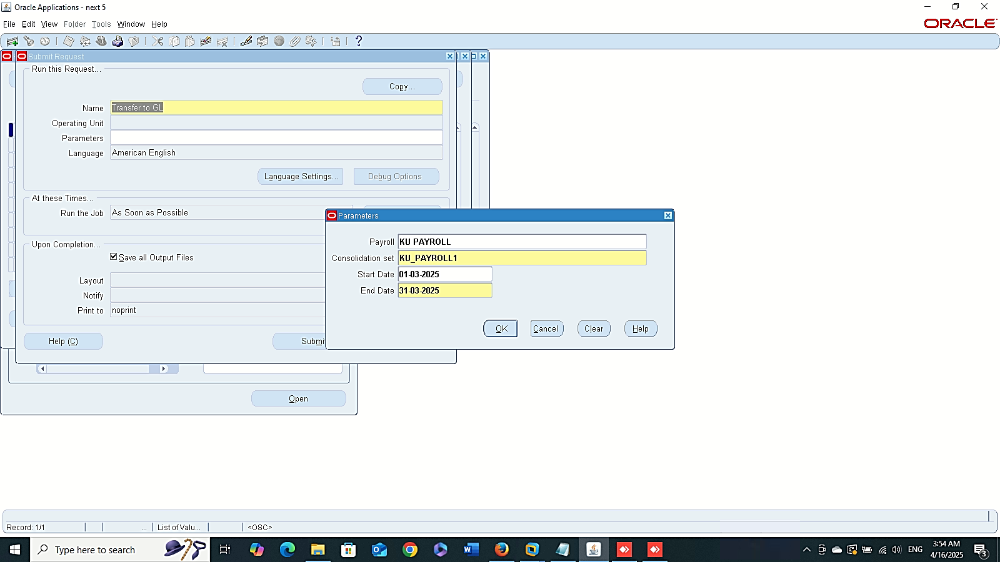 Oracle Applications - next 5
File Edit View Folder Tools Window Help
ORACLE
Submit Request
Run this Request...
Copy...
Name Transfer to GL
Operating Unit
Parameters
Language American English
Language Settings... Debug Options
At these Times...
Run the Job As Soon as Possible
Upon Completion...
Save all Output Files
Layout
Notify
Print to noprint
Help (C) Submi
Parameters
Payroll KU PAYROLL
Consolidation set KU_PAYROLL1
Start Date 01-03-2025
End Date 31-03-2025
OK Cancel Clear Help
Open
Record: 1/1 ... List of Valu... <OSC>
Type here to search
ENG
3:54 AM
4/16/2025
3